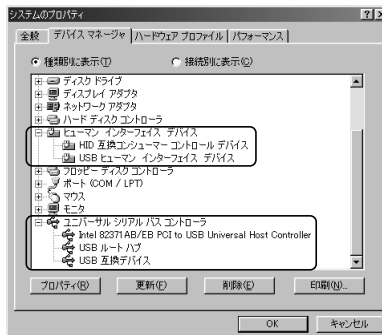 システムのプロパティ
全般 デバイス マネージャ ハードウェア プロファイル パフォーマンス
種類別に表示(T) 接続別に表示(C)
ディスク ドライブ
ディスプレイ アダプタ
ネットワーク アダプタ
ハード ディスク コントローラ
ヒューマン インターフェイス デバイス
HID 互換コンシューマー コントロール デバイス
USB ヒューマン インターフェイス デバイス
フロッピー ディスク コントローラ
ポート (COM / LPT)
マウス
モニタ
ユニバーサル シリアル バス コントローラ
Intel 82371AB/EB PCI to USB Universal Host Controller
USB ルート ハブ
USB 互換デバイス
プロパティ(R) 更新(F) 削除(E) 印刷(N)...
OK キャンセル